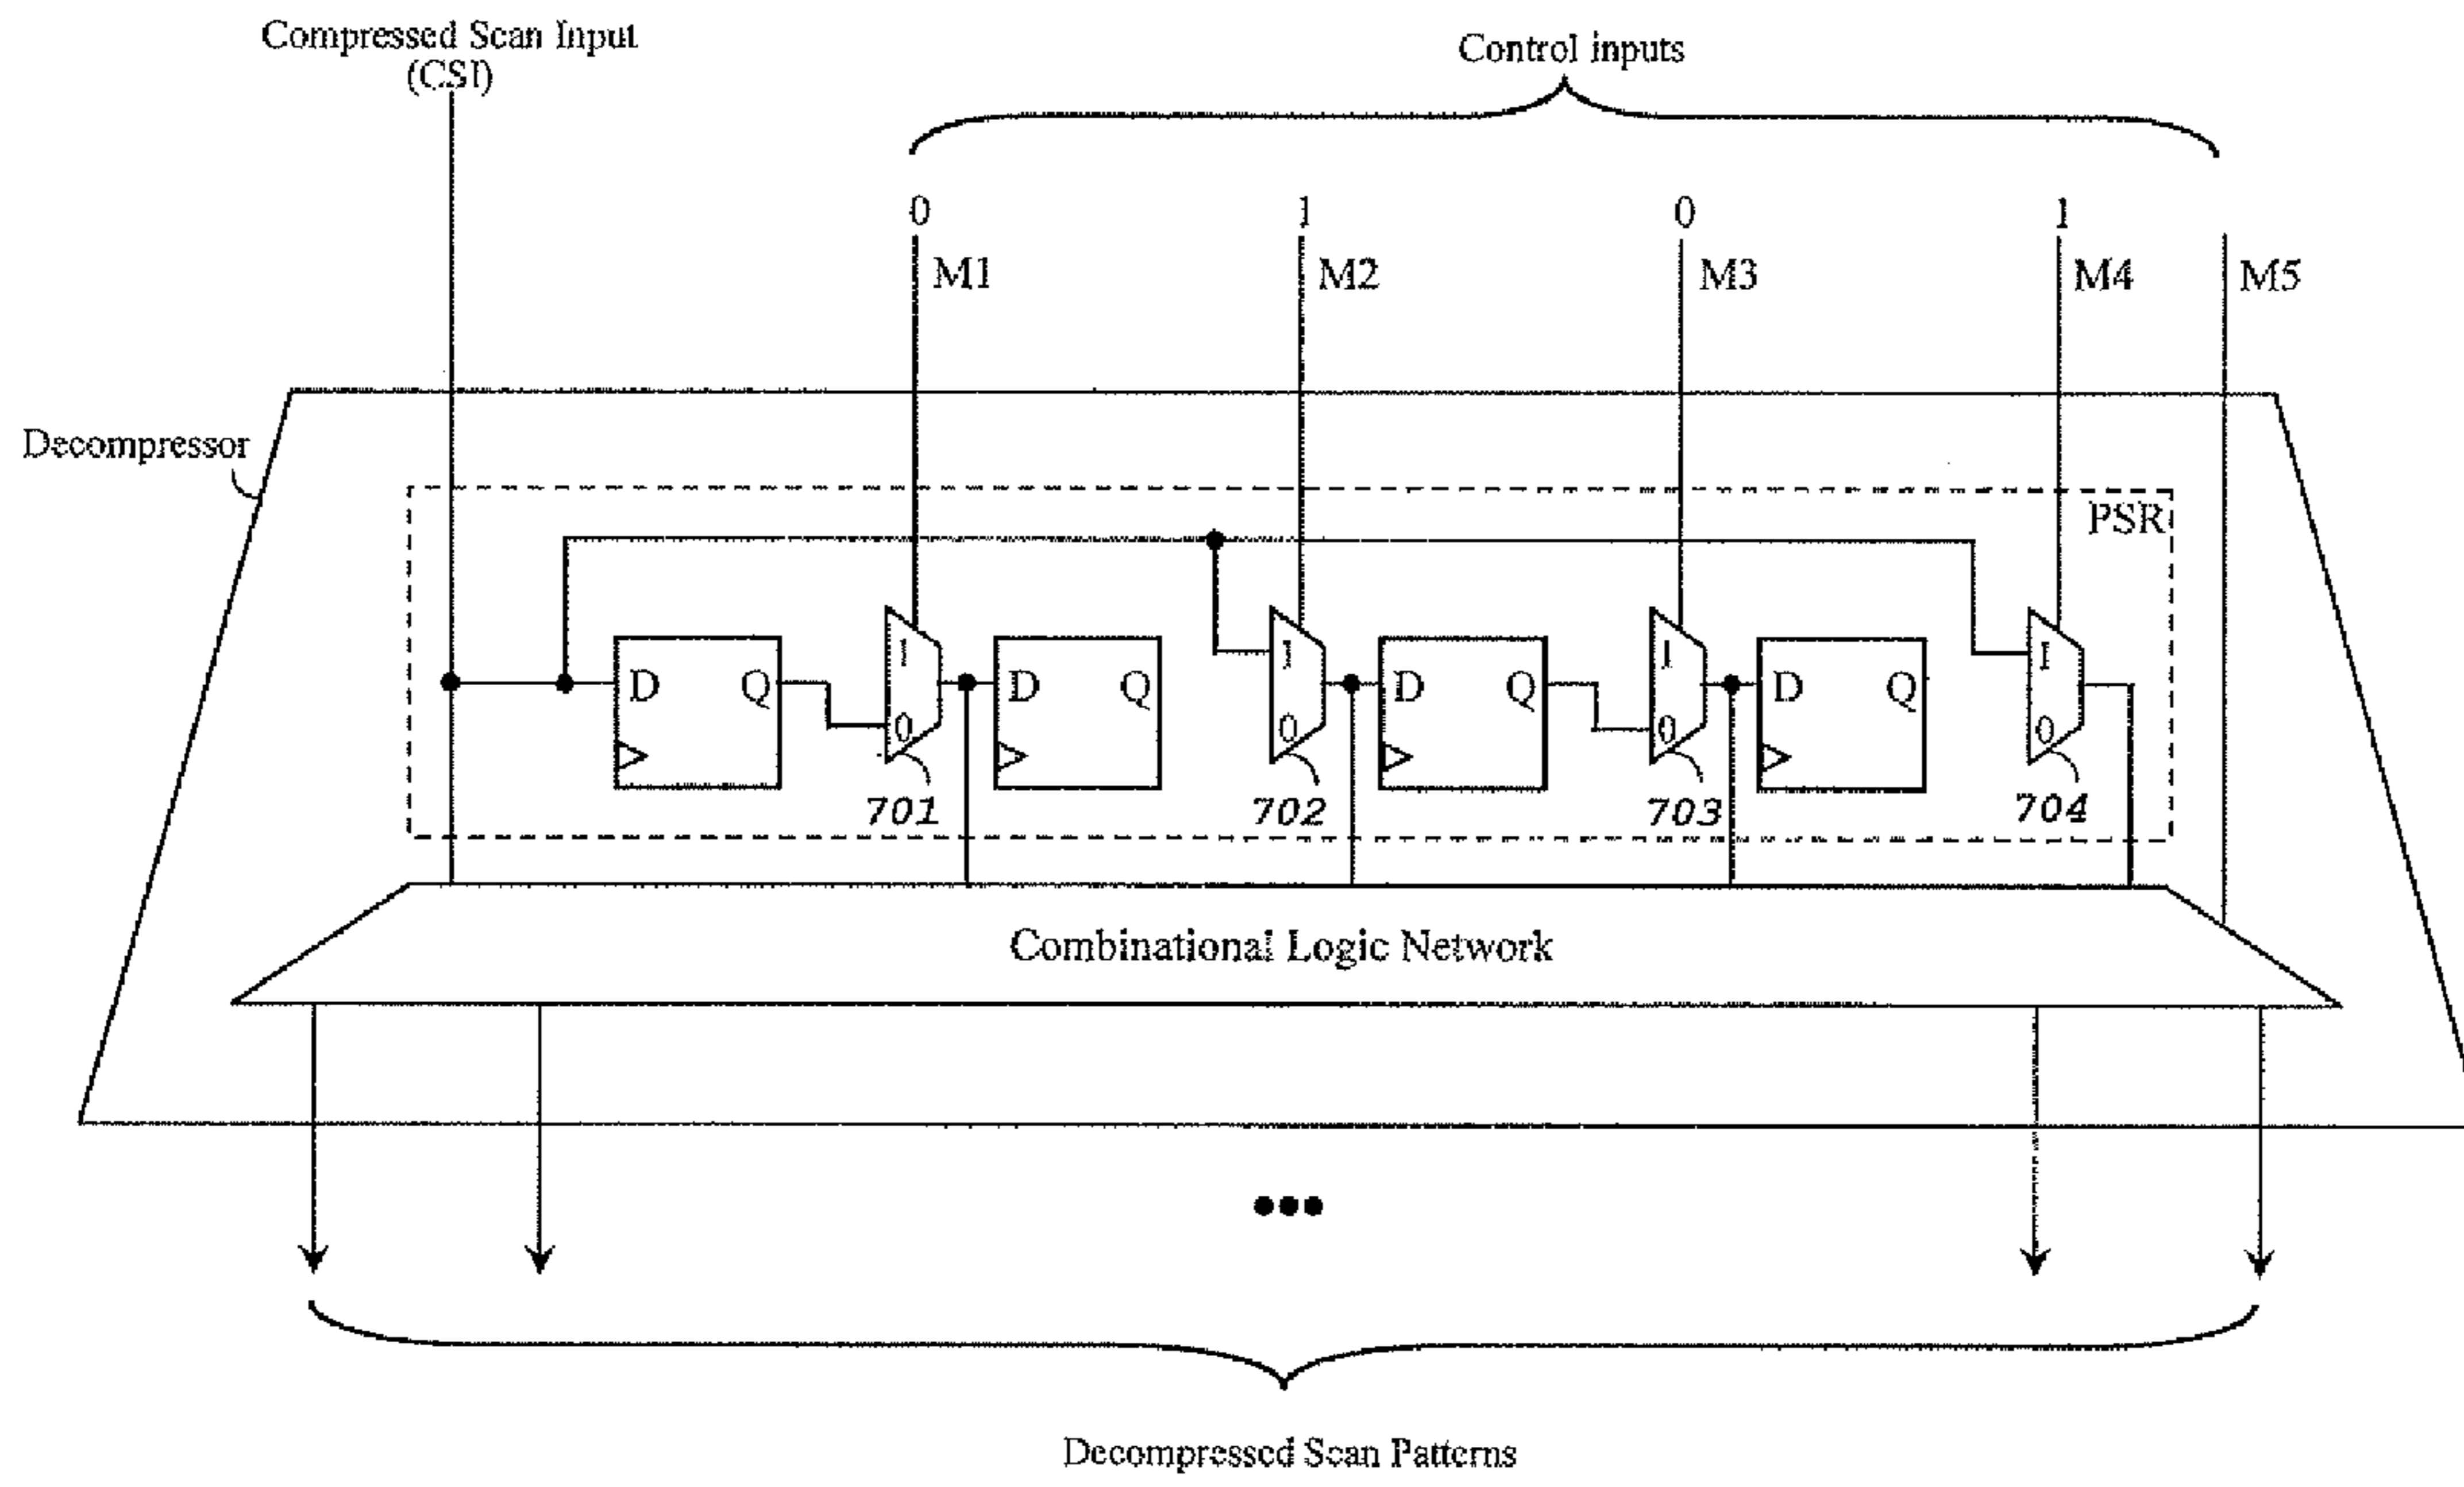 Compressed Scan Input
(CSI)
Control inputs
0
1
0
1
M1
M2
M3
M4
M5
Decompressor
PSR
D
Q
1
0
D
Q
1
0
D
Q
1
0
D
Q
1
0
701
702
703
704
Combinational Logic Network
Decompressed Scan Patterns